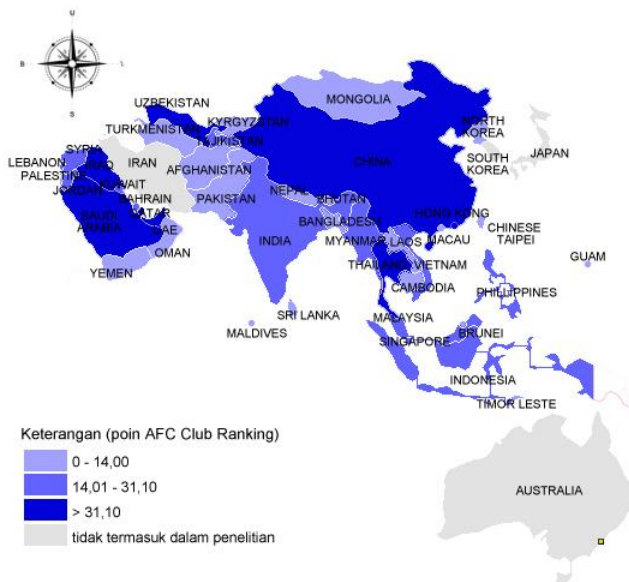 U
B
T
S
MONGOLIA
UZBEKISTAN
KYRGYZSTAN
TURKMENISTAN
TAJIKISTAN
NORTH
KOREA
SOUTH
KOREA
JAPAN
SYRIA
LEBANON
PALESTINE
IRAQ
IRAN
AFGHANISTAN
CHINA
JORDAN
KUWAIT
PAKISTAN
NEPAL
BHUTAN
BAHRAIN
QATAR
SAUDI
ARABIA
UAE
OMAN
YEMEN
INDIA
BANGLADESH
MYANMAR
LAOS
HONG KONG
MACAU
CHINESE
TAIPEI
THAILAND
VIETNAM
CAMBODIA
GUAM
PHILIPPINES
SRI LANKA
MALDIVES
MALAYSIA
SINGAPORE
BRUNEI
INDONESIA
TIMOR LESTE
AUSTRALIA
Keterangan (poin AFC Club Ranking)
0 - 14,00
14,01 - 31,10
> 31,10
tidak termasuk dalam penelitian